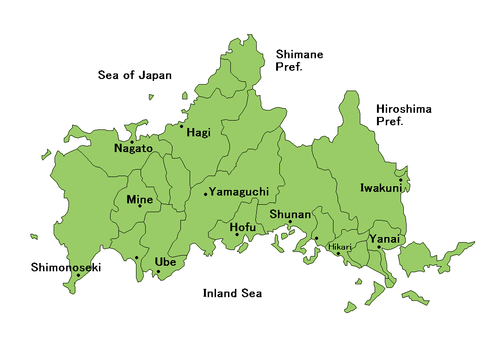 Shimane
Pref.
Sea of Japan
Hiroshima
Pref.
Hagi
Nagato
Iwakuni
Yamaguchi
Mine
Shunan
Hofu
Yanai
Hikari
Ube
Shimonoseki
Inland Sea